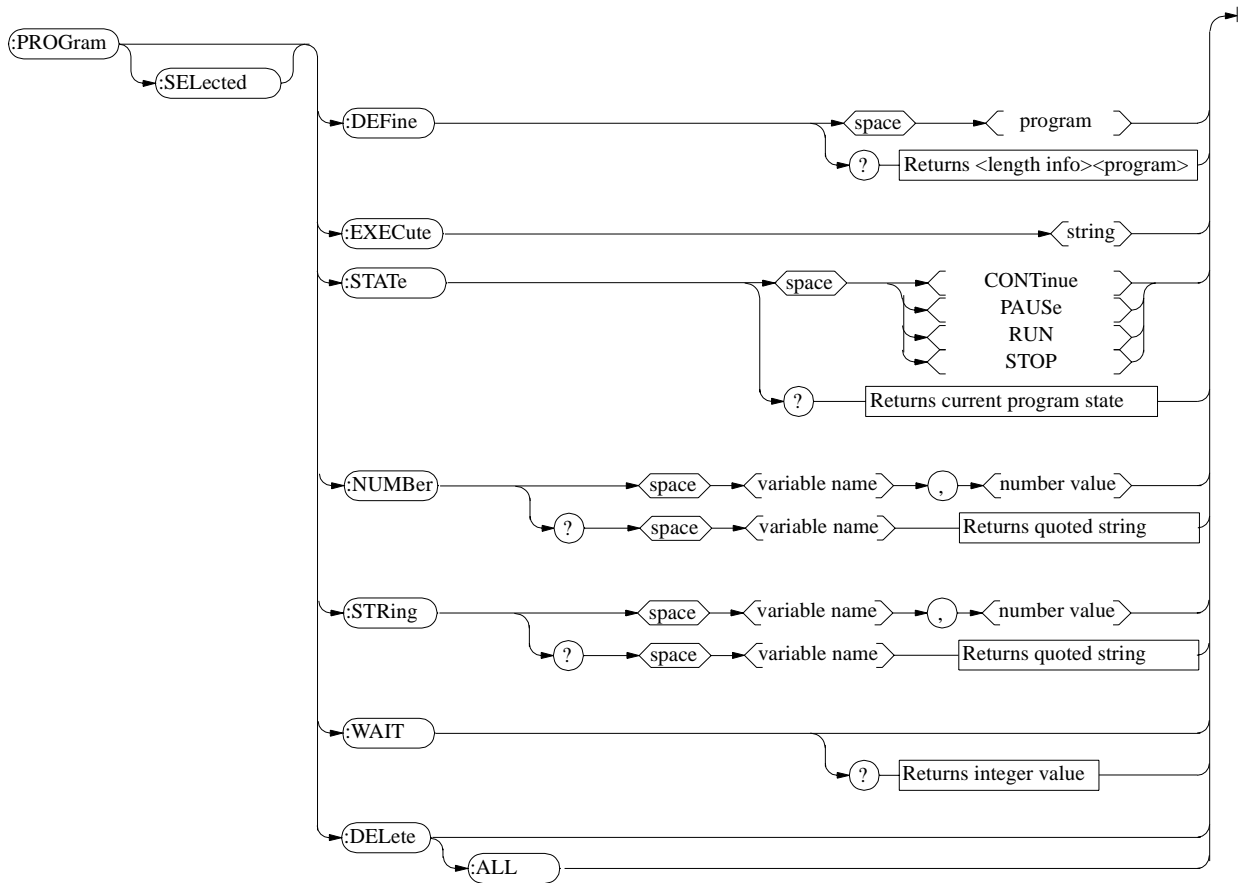 :PROGram
:SELected
:DEFine space program
? Returns <length info><program>
:EXECute string
:STATe space CONTinue
PAUSe
RUN
STOP
? Returns current program state
:NUMBer space variable name , number value
? space variable name Returns quoted string
:STRing space variable name , number value
? space variable name Returns quoted string
:WAIT
? Returns integer value
:DELete
:ALL